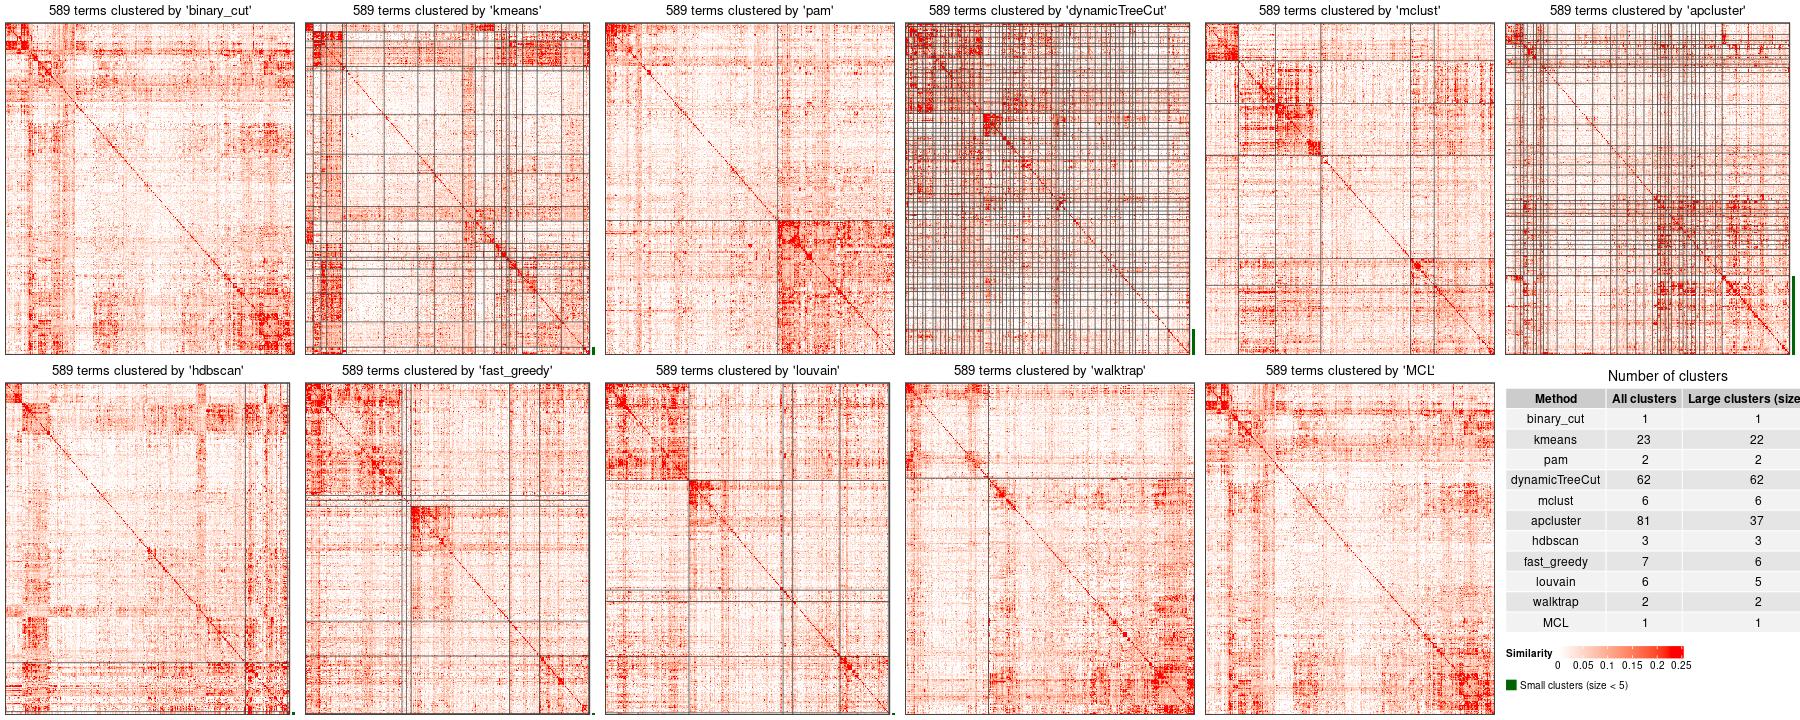 589 terms clustered by 'binary_cut'
589 terms clustered by 'kmeans'
589 terms clustered by 'pam'
589 terms clustered by 'dynamicTreeCut'
589 terms clustered by 'mclust'
589 terms clustered by 'apcluster'
589 terms clustered by 'hdbscan'
589 terms clustered by 'fast_greedy'
589 terms clustered by 'louvain'
589 terms clustered by 'walktrap'
589 terms clustered by 'MCL'
Number of clusters
Method All clusters Large clusters (size
binary_cut 1 1
kmeans 23 22
pam 2 2
dynamicTreeCut 62 62
mclust 6 6
apcluster 81 37
hdbscan 3 3
fast_greedy 7 6
louvain 6 5
walktrap 2 2
MCL 1 1
Similarity
0 0.05 0.1 0.15 0.2 0.25
Small clusters (size < 5)